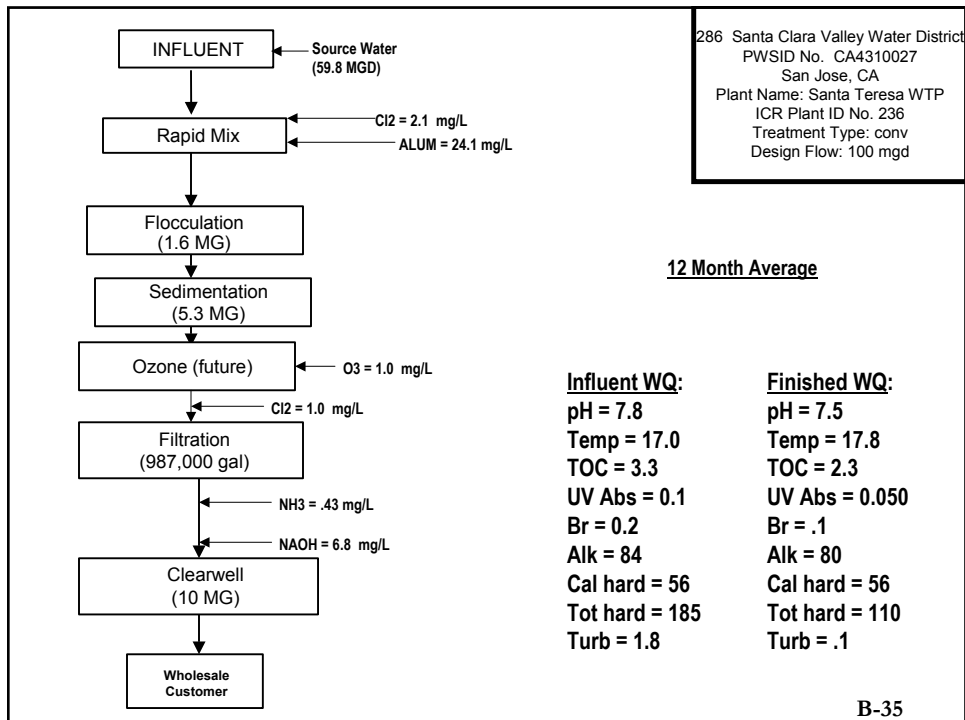 286 Santa Clara Valley Water District
PWSID No. CA4310027
San Jose, CA
Plant Name: Santa Teresa WTP
ICR Plant ID No. 236
Treatment Type: conv
Design Flow: 100 mgd
INFLUENT
Source Water
(59.8 MGD)
Rapid Mix
Cl2 = 2.1 mg/L
ALUM = 24.1 mg/L
Flocculation
(1.6 MG)
Sedimentation
(5.3 MG)
Ozone (future)
O3 = 1.0 mg/L
Cl2 = 1.0 mg/L
Filtration
(987,000 gal)
NH3 = .43 mg/L
NAOH = 6.8 mg/L
Clearwell
(10 MG)
Wholesale
Customer
12 Month Average
Influent WQ:
pH = 7.8
Temp = 17.0
TOC = 3.3
UV Abs = 0.1
Br = 0.2
Alk = 84
Cal hard = 56
Tot hard = 185
Turb = 1.8
Finished WQ:
pH = 7.5
Temp = 17.8
TOC = 2.3
UV Abs = 0.050
Br = .1
Alk = 80
Cal hard = 56
Tot hard = 110
Turb = .1
B-35